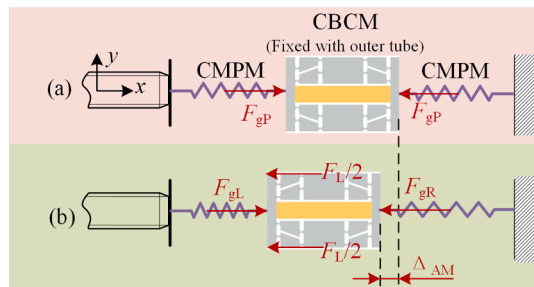 CBCM
(Fixed with outer tube)
y
x
CMPM
CMPM
(a)
F_gP
F_gP
F_L/2
F_gL
F_gR
(b)
F_L/2
Δ_AM